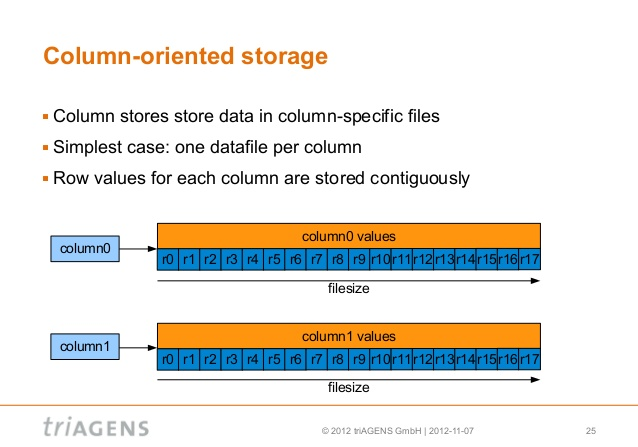 Column-oriented storage
Column stores store data in column-specific files
Simplest case: one datafile per column
Row values for each column are stored contiguously
column0
column0 values
r0 r1 r2 r3 r4 r5 r6 r7 r8 r9 r10 r11 r12 r13 r14 r15 r16 r17
filesize
column1
column1 values
r0 r1 r2 r3 r4 r5 r6 r7 r8 r9 r10 r11 r12 r13 r14 r15 r16 r17
filesize
triAGENS
© 2012 triAGENS GmbH | 2012-11-07
25